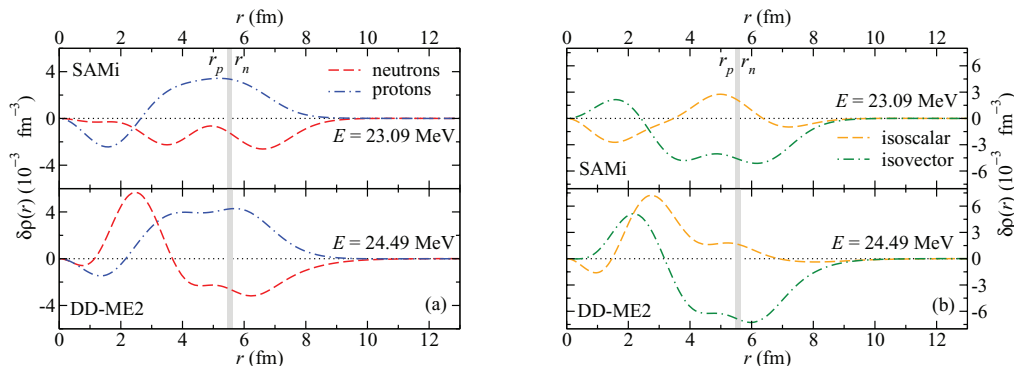 r (fm)
0 2 4 6 8 10 12
SAMi
r_p r_n
neutrons
protons
4
0
-4
E = 23.09 MeV
δρ(r) (10⁻³ fm⁻³)
4
0
-4
E = 24.49 MeV
DD-ME2
(a)
0 2 4 6 8 10 12
r (fm)
r (fm)
0 2 4 6 8 10 12
r_p r_n
E = 23.09 MeV
isoscalar
isovector
SAMi
3
0
-3
-6
δρ(r) (10⁻³ fm⁻³)
6
3
0
-3
-6
E = 24.49 MeV
DD-ME2
(b)
0 2 4 6 8 10 12
r (fm)